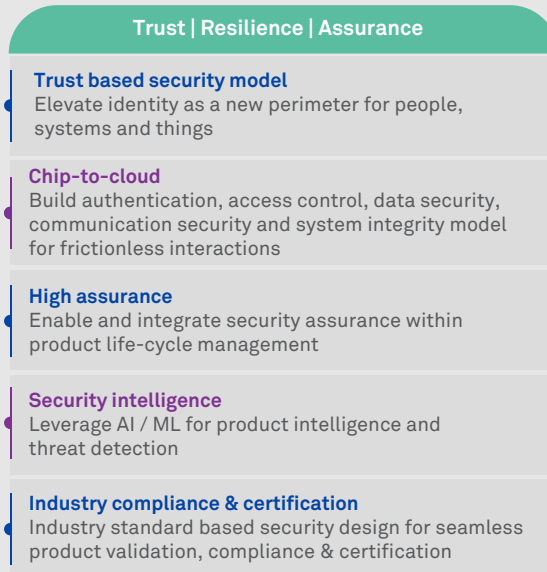 Trust | Resilience | Assurance
Trust based security model
Elevate identity as a new perimeter for people,
systems and things
Chip-to-cloud
Build authentication, access control, data security,
communication security and system integrity model
for frictionless interactions
High assurance
Enable and integrate security assurance within
product life-cycle management
Security intelligence
Leverage AI / ML for product intelligence and
threat detection
Industry compliance & certification
Industry standard based security design for seamless
product validation, compliance & certification